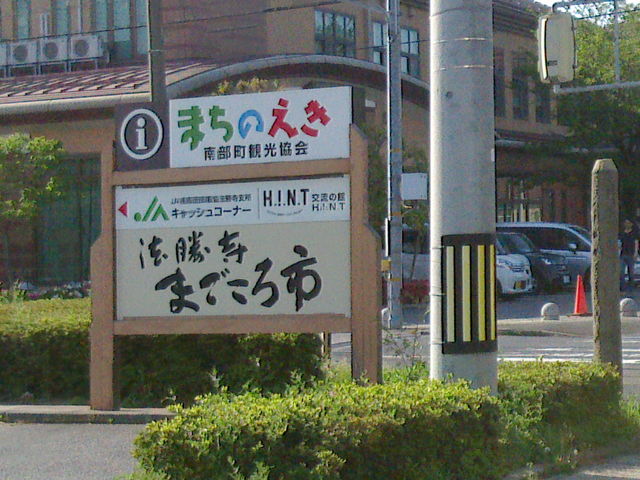 i
まちのえき
南部町観光協会
JA
キャッシュコーナー
H.I.N.T
交流の館
H.I.N.T
法勝寺
まごころ市